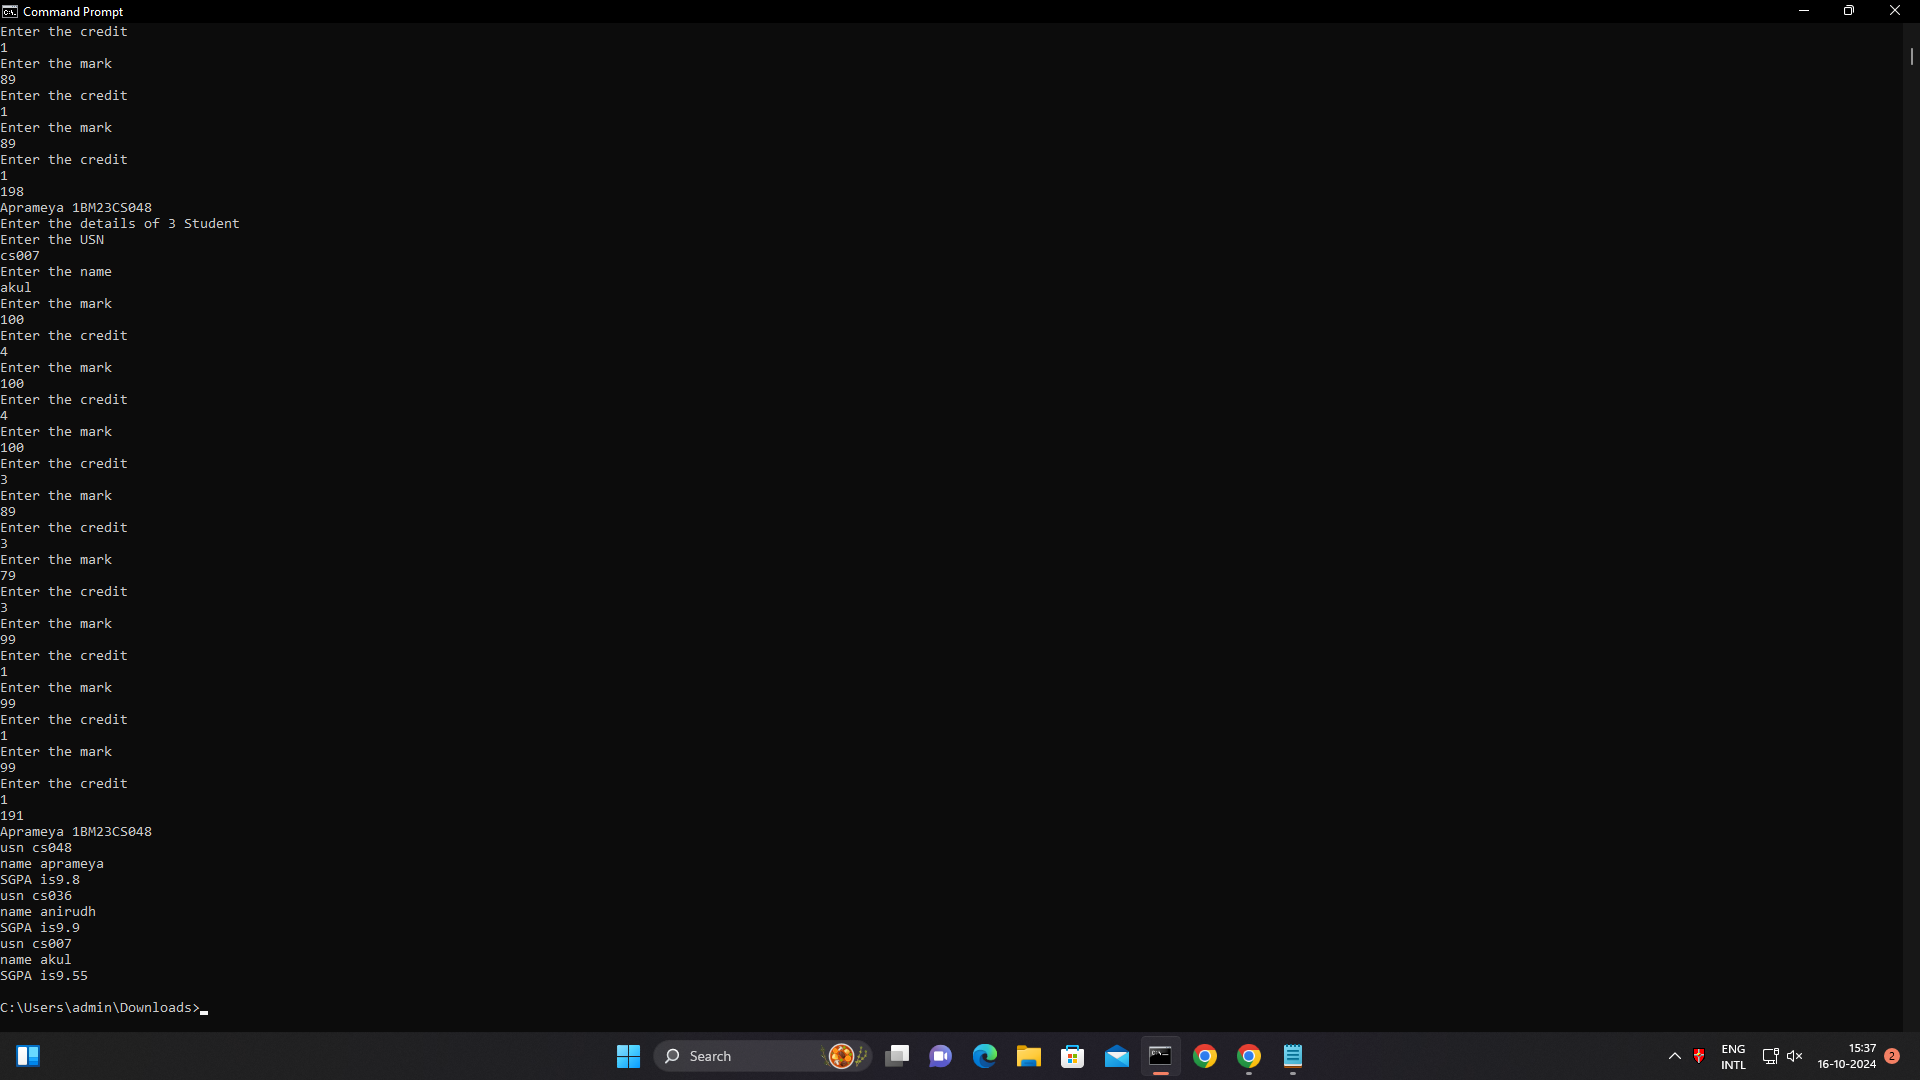 Command Prompt
Enter the credit
1
Enter the mark
89
Enter the credit
1
Enter the mark
89
Enter the credit
1
198
Aprameya 1BM23CS048
Enter the details of 3 Student
Enter the USN
cs007
Enter the name
akul
Enter the mark
100
Enter the credit
4
Enter the mark
100
Enter the credit
4
Enter the mark
100
Enter the credit
3
Enter the mark
89
Enter the credit
3
Enter the mark
79
Enter the credit
3
Enter the mark
99
Enter the credit
1
Enter the mark
99
Enter the credit
1
Enter the mark
99
Enter the credit
1
191
Aprameya 1BM23CS048
usn cs048
name aprameya
SGPA is9.8
usn cs036
name anirudh
SGPA is9.9
usn cs007
name akul
SGPA is9.55
C:\Users\admin\Downloads>
Search
ENG
INTL
15:37
16-10-2024
2